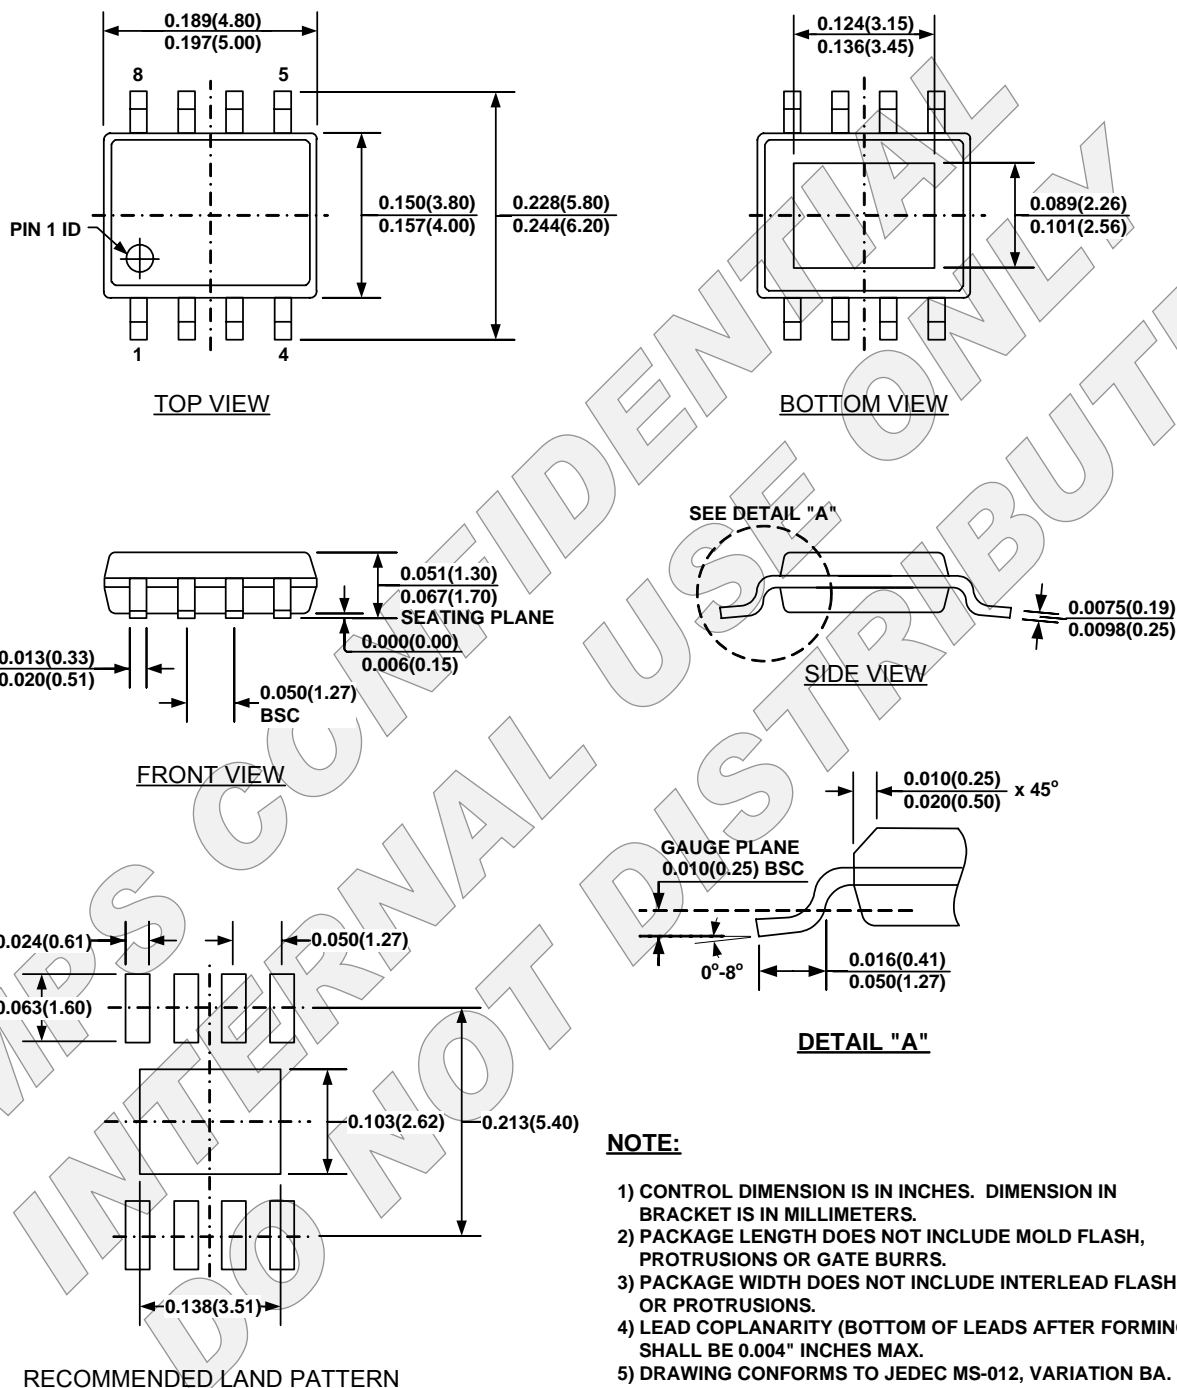 0.189(4.80)
0.197(5.00)
8
5
PIN 1 ID
0.150(3.80)
0.157(4.00)
0.228(5.80)
0.244(6.20)
1
4
TOP VIEW
0.124(3.15)
0.136(3.45)
0.089(2.26)
0.101(2.56)
BOTTOM VIEW
0.051(1.30)
0.067(1.70)
SEATING PLANE
0.000(0.00)
0.006(0.15)
0.013(0.33)
0.020(0.51)
0.050(1.27)
BSC
FRONT VIEW
SEE DETAIL "A"
0.0075(0.19)
0.0098(0.25)
SIDE VIEW
0.010(0.25)
0.020(0.50)
x 45°
GAUGE PLANE
0.010(0.25) BSC
0°-8°
0.016(0.41)
0.050(1.27)
DETAIL "A"
0.024(0.61)
0.050(1.27)
0.063(1.60)
0.103(2.62)
0.213(5.40)
0.138(3.51)
RECOMMENDED LAND PATTERN
NOTE:
1) CONTROL DIMENSION IS IN INCHES. DIMENSION IN
BRACKET IS IN MILLIMETERS.
2) PACKAGE LENGTH DOES NOT INCLUDE MOLD FLASH,
PROTRUSIONS OR GATE BURRS.
3) PACKAGE WIDTH DOES NOT INCLUDE INTERLEAD FLASH
OR PROTRUSIONS.
4) LEAD COPLANARITY (BOTTOM OF LEADS AFTER FORMING
SHALL BE 0.004" INCHES MAX.
5) DRAWING CONFORMS TO JEDEC MS-012, VARIATION BA.
MPS CONFIDENTIAL
INTERNAL USE ONLY
DO NOT DISTRIBUTE